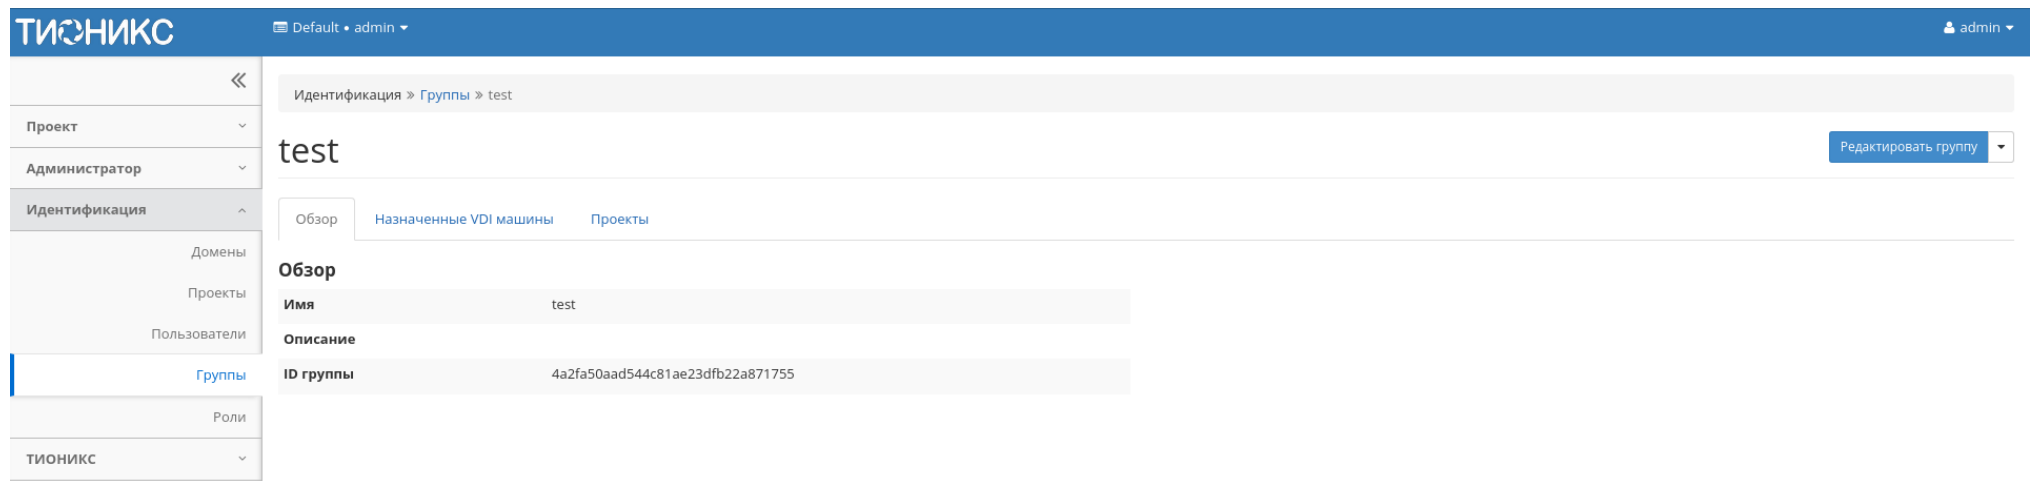 ТИОНИКС
Default • admin
admin
Проект
Администратор
Идентификация
Домены
Проекты
Пользователи
Группы
Роли
ТИОНИКС
Идентификация » Группы » test
test
Редактировать группу
Обзор
Назначенные VDI машины
Проекты
Обзор
Имя test
Описание
ID группы 4a2fa50aad544c81ae23dfb22a871755